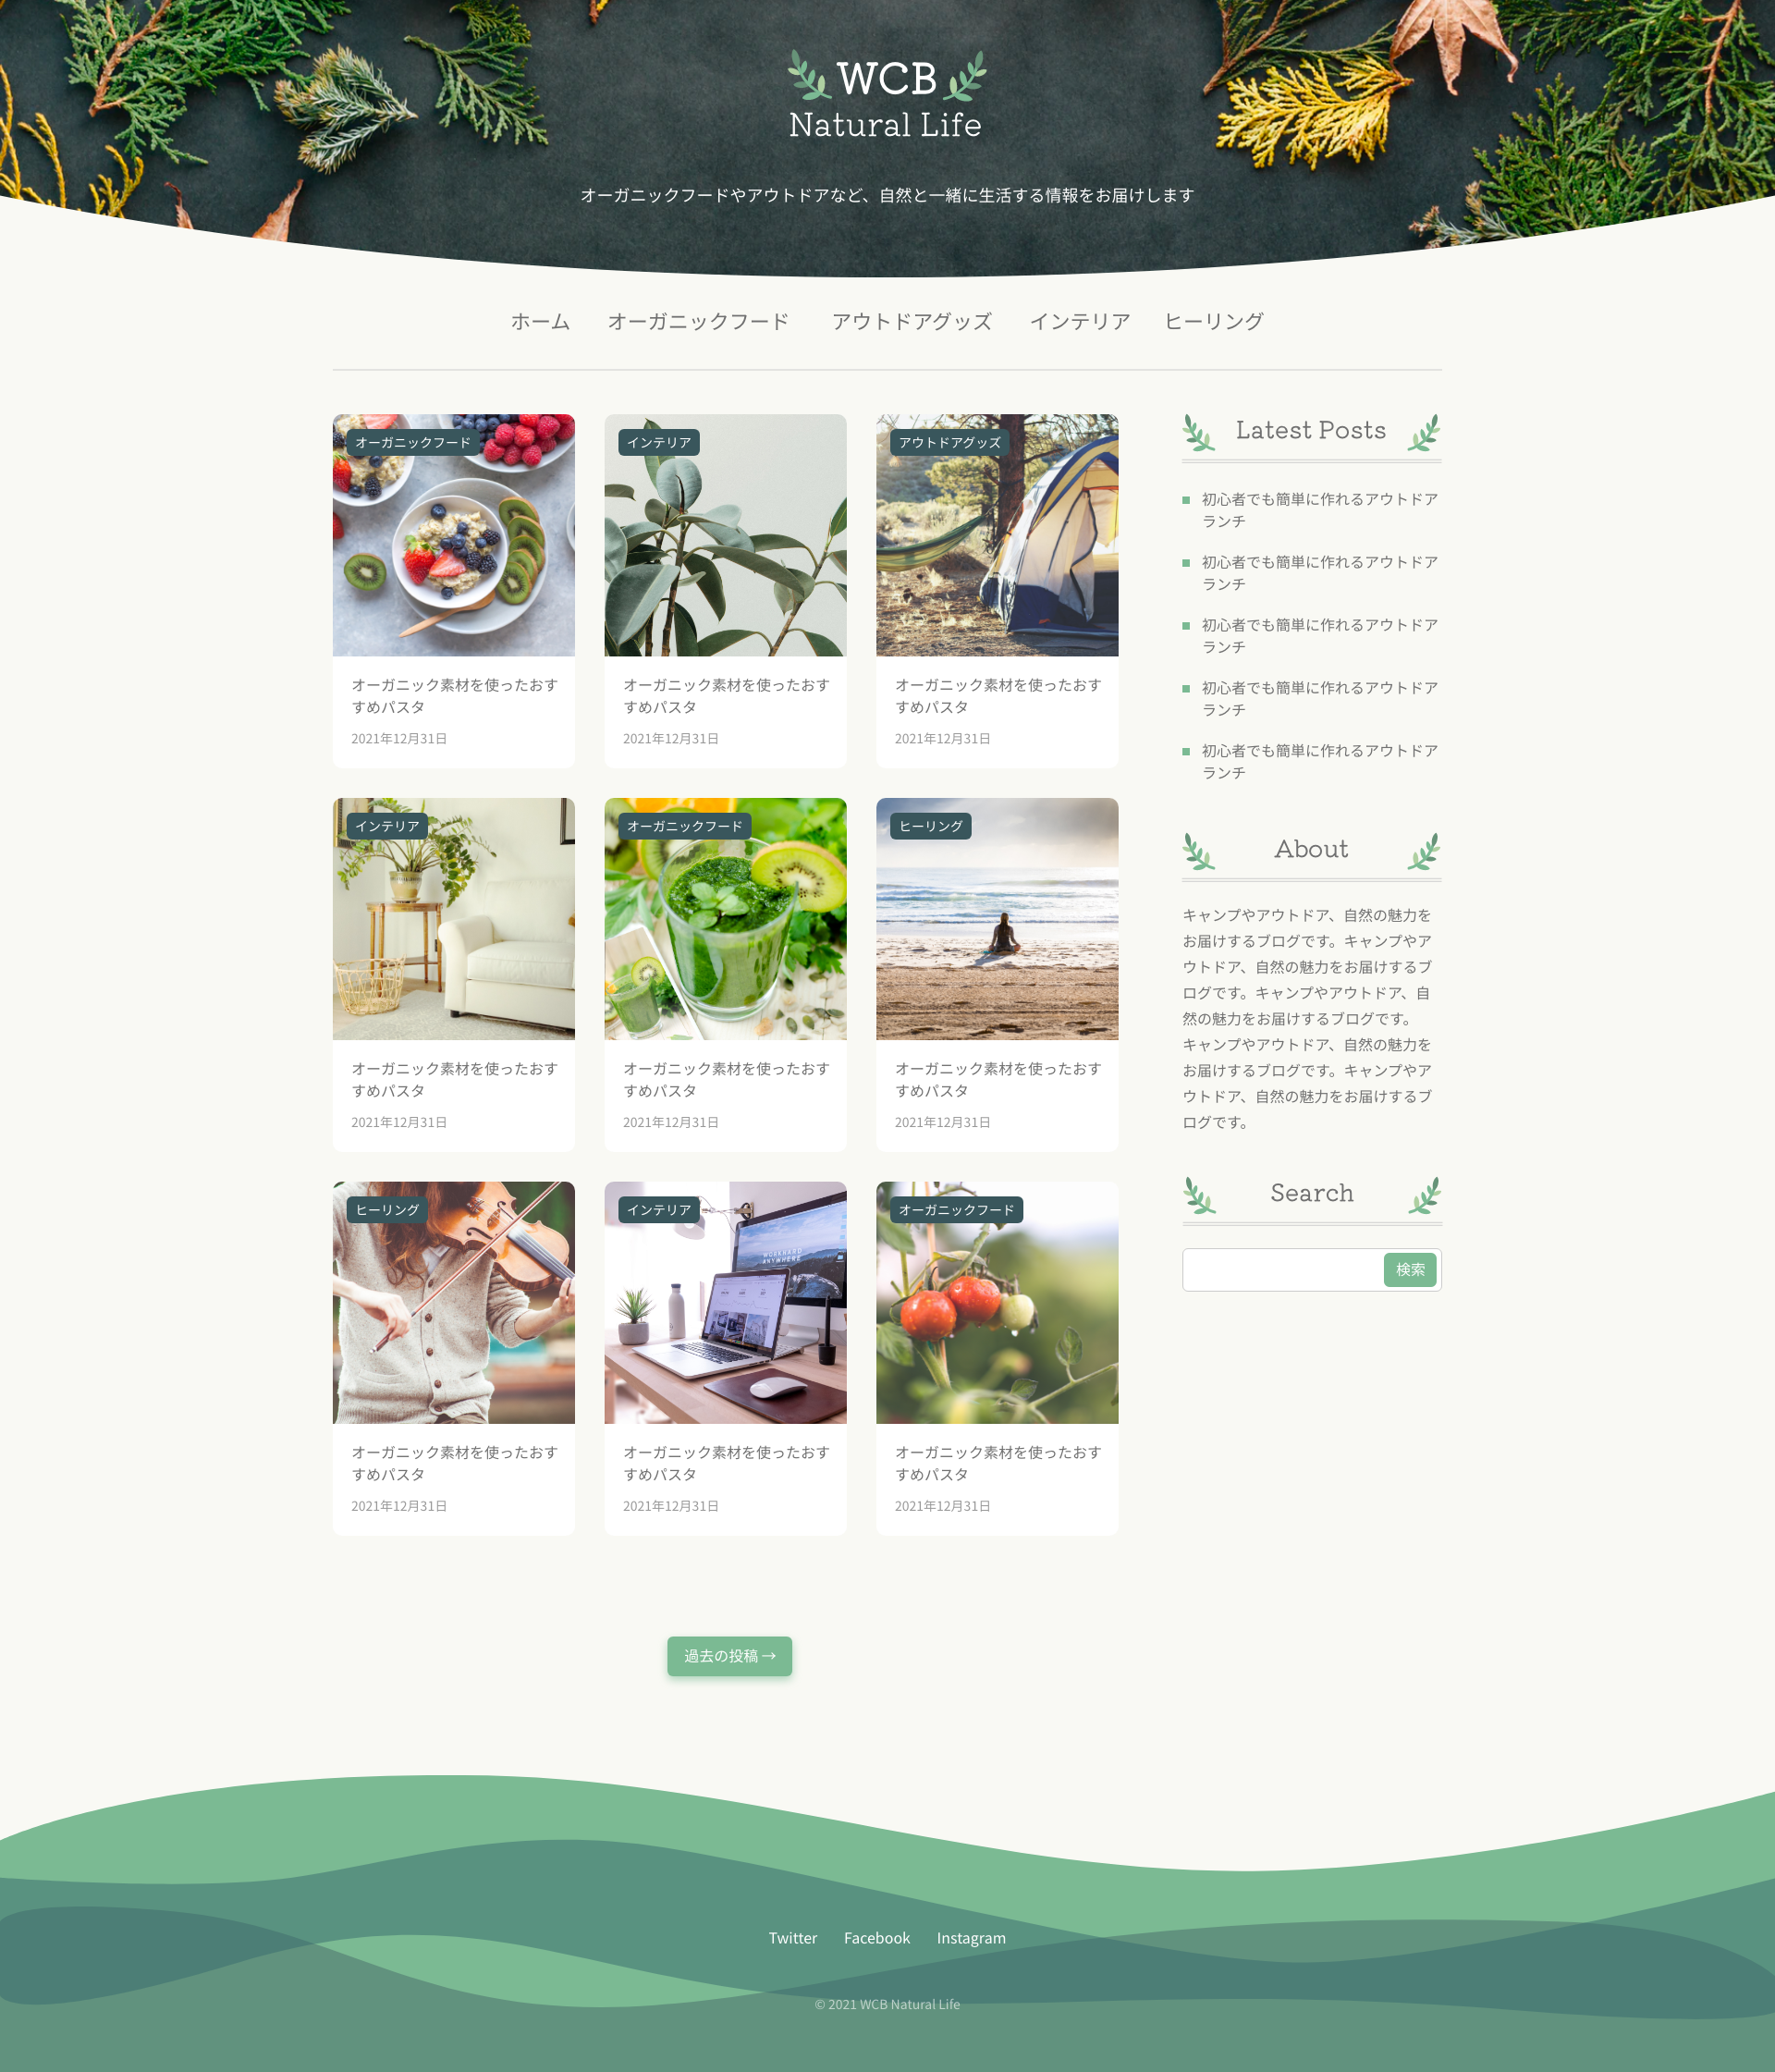 WCB
Natural Life
オーガニックフードやアウトドアなど、自然と一緒に生活する情報をお届けします
ホーム オーガニックフード アウトドアグッズ インテリア ヒーリング
オーガニックフード
オーガニック素材を使ったおす
すめパスタ
2021年12月31日
インテリア
オーガニック素材を使ったおす
すめパスタ
2021年12月31日
アウトドアグッズ
オーガニック素材を使ったおす
すめパスタ
2021年12月31日
インテリア
オーガニック素材を使ったおす
すめパスタ
2021年12月31日
オーガニックフード
オーガニック素材を使ったおす
すめパスタ
2021年12月31日
ヒーリング
オーガニック素材を使ったおす
すめパスタ
2021年12月31日
ヒーリング
オーガニック素材を使ったおす
すめパスタ
2021年12月31日
インテリア
WORKHARD
ANYWHERE
オーガニック素材を使ったおす
すめパスタ
2021年12月31日
オーガニックフード
オーガニック素材を使ったおす
すめパスタ
2021年12月31日
過去の投稿 →
Latest Posts
初心者でも簡単に作れるアウトドア
ランチ
初心者でも簡単に作れるアウトドア
ランチ
初心者でも簡単に作れるアウトドア
ランチ
初心者でも簡単に作れるアウトドア
ランチ
初心者でも簡単に作れるアウトドア
ランチ
About
キャンプやアウトドア、自然の魅力を
お届けするブログです。キャンプやア
ウトドア、自然の魅力をお届けするブ
ログです。キャンプやアウトドア、自
然の魅力をお届けするブログです。
キャンプやアウトドア、自然の魅力を
お届けするブログです。キャンプやア
ウトドア、自然の魅力をお届けするブ
ログです。
Search
検索
Twitter Facebook Instagram
© 2021 WCB Natural Life